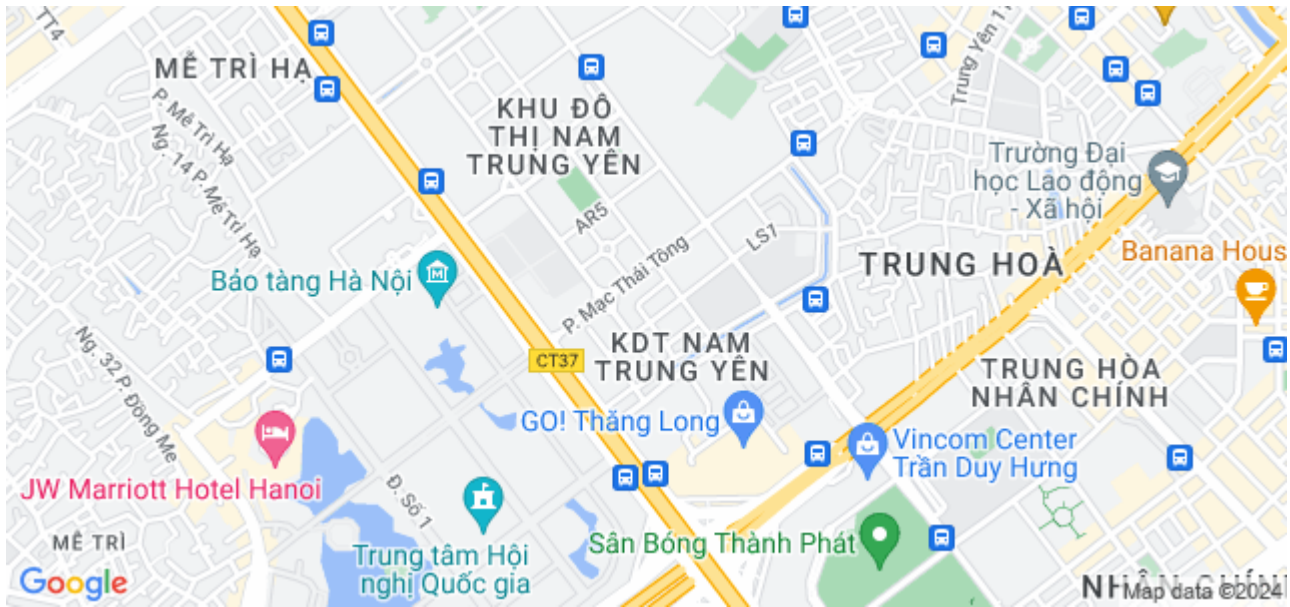 TT4
MỄ TRÌ HẠ
P. Mễ Trì Hạ
Ng. 14 P. Mễ Trì Hạ
KHU ĐÔ
THỊ NAM
TRUNG YÊN
Trung Yên 11
Trường Đại
học Lao động
- Xã hội
AR5
LS7
P. Mạc Thái Tông
TRUNG HOÀ
Banana Hous
Bảo tàng Hà Nội
Ng. 32 P. Đồng Me
CT37
KDT NAM
TRUNG YÊN
TRUNG HÒA
NHÂN CHÍNH
GO! Thăng Long
Vincom Center
Trần Duy Hưng
JW Marriott Hotel Hanoi
Đ. Số 1
MỄ TRÌ
Trung tâm Hội
nghị Quốc gia
Sân Bóng Thành Phát
Google
NHÂN CHÍN
Map data ©2024